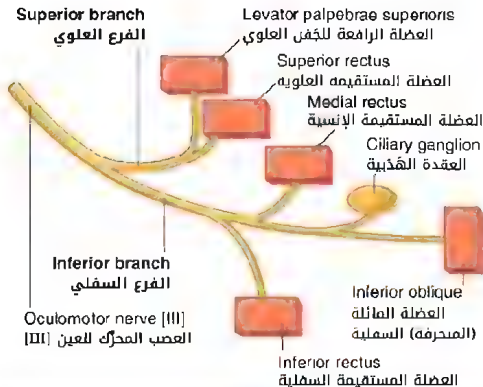 Superior branch
الفرع العلوي
Levator palpebrae superioris
العضلة الرافعة للجفن العلوي
Superior rectus
العضلة المستقيمة العلوية
Medial rectus
العضلة المستقيمة الإنسية
Ciliary ganglion
العقدة الهُدْبية
Inferior branch
الفرع السفلي
Oculomotor nerve [III]
العصب المحرِّك للعين [III]
Inferior oblique
العضلة المائلة
(المنحرفة) السفلية
Inferior rectus
العضلة المستقيمة السفلية